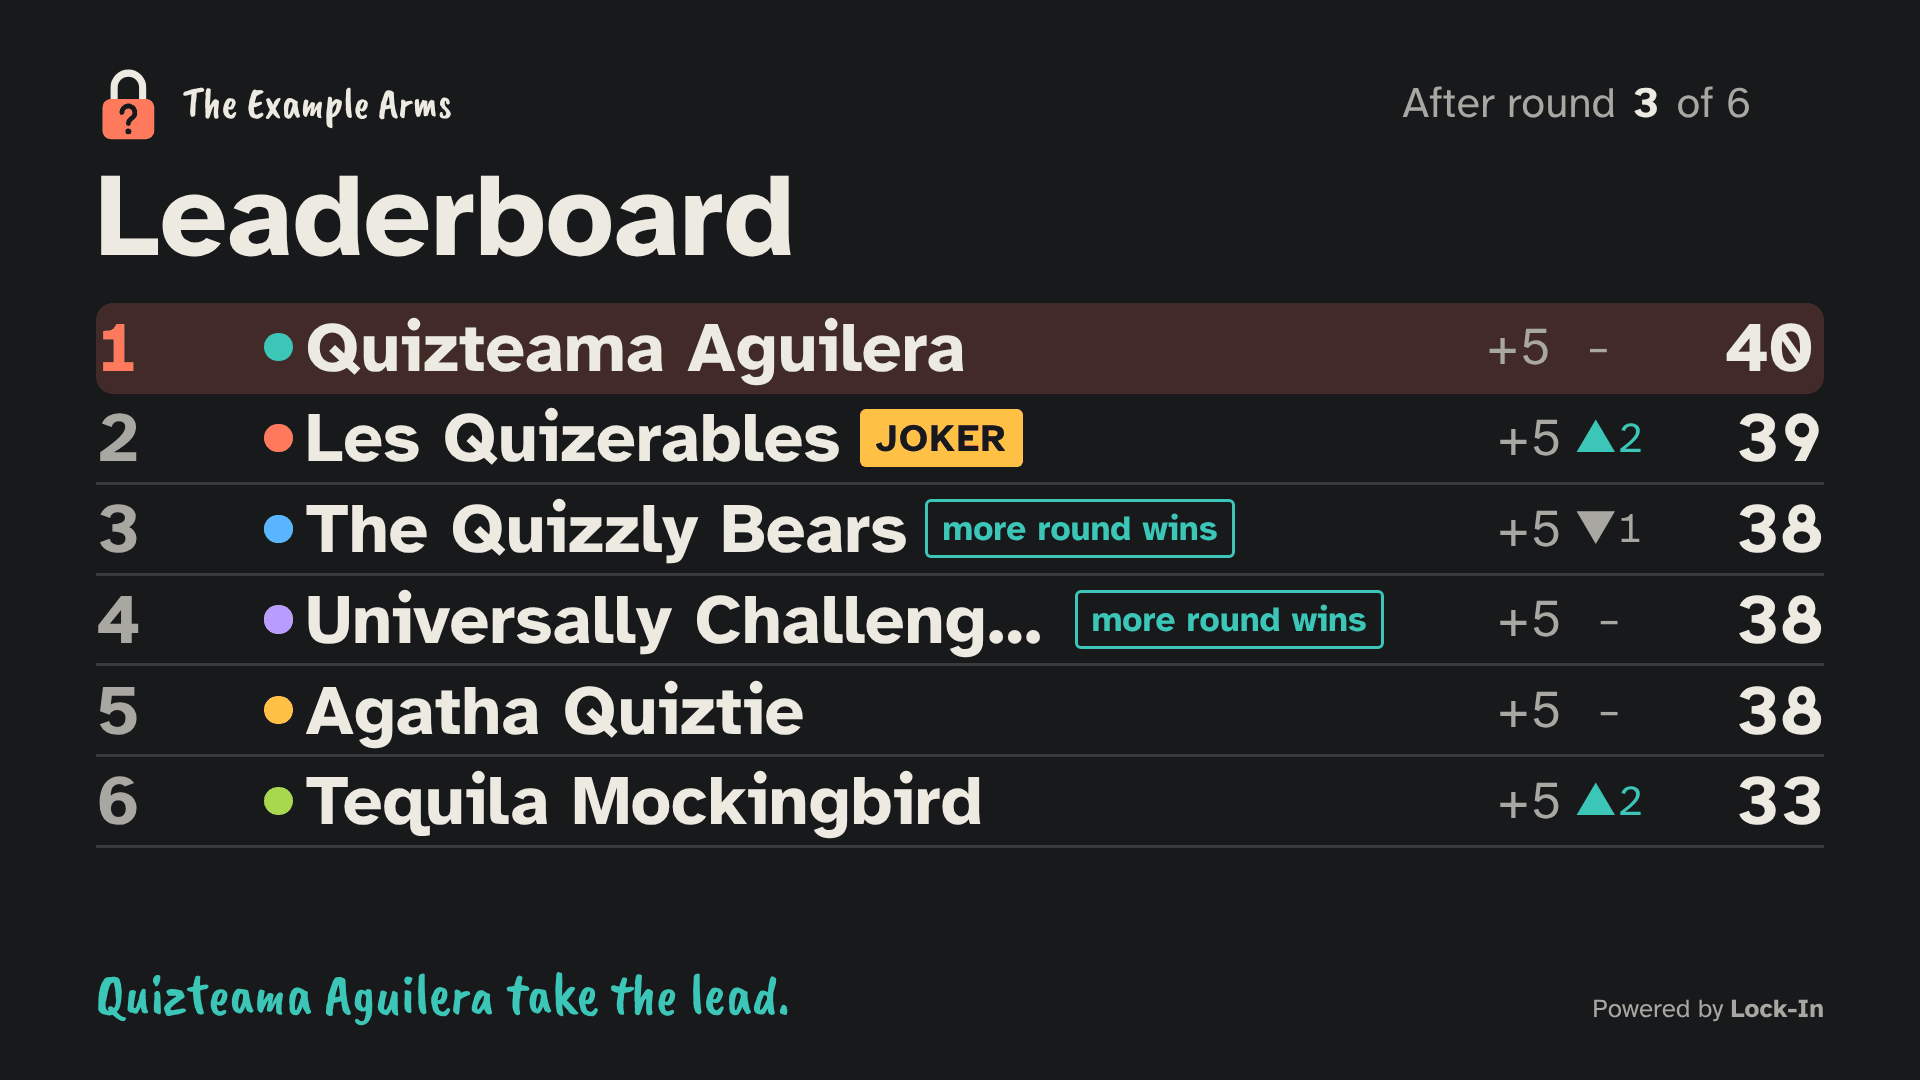 ?
The Example Arms
After round 3 of 6
Leaderboard
1 Quizteama Aguilera +5 - 40
2 Les Quizerables JOKER +5 ▲2 39
3 The Quizzly Bears more round wins +5 ▼1 38
4 Universally Challeng... more round wins +5 - 38
5 Agatha Quiztie +5 - 38
6 Tequila Mockingbird +5 ▲2 33
Quizteama Aguilera take the lead.
Powered by Lock-In